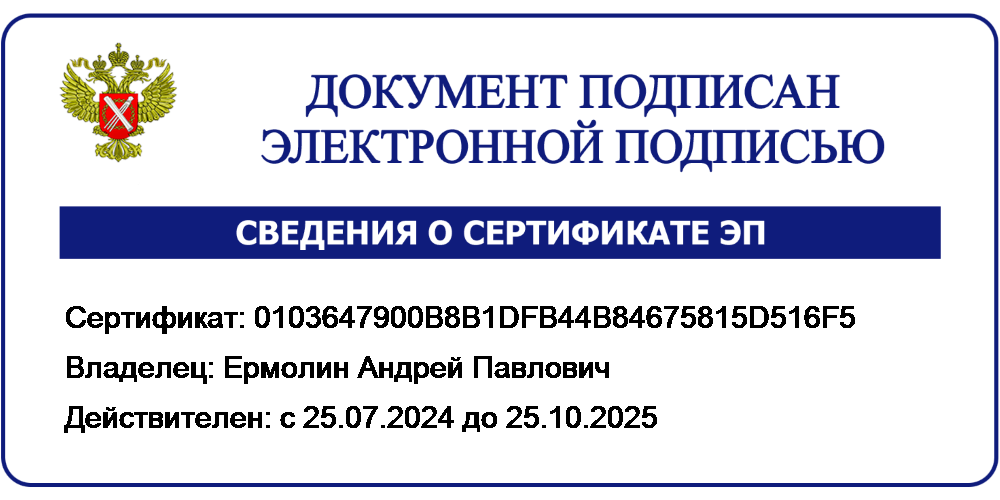 ДОКУМЕНТ ПОДПИСАН
ЭЛЕКТРОННОЙ ПОДПИСЬЮ
СВЕДЕНИЯ О СЕРТИФИКАТЕ ЭП
Сертификат: 0103647900B8B1DFB44B84675815D516F5
Владелец: Ермолин Андрей Павлович
Действителен: с 25.07.2024 до 25.10.2025